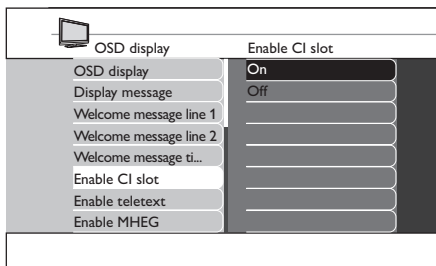 OSD display
Enable CI slot
OSD display
On
Display message
Off
Welcome message line 1
Welcome message line 2
Welcome message ti...
Enable CI slot
Enable teletext
Enable MHEG